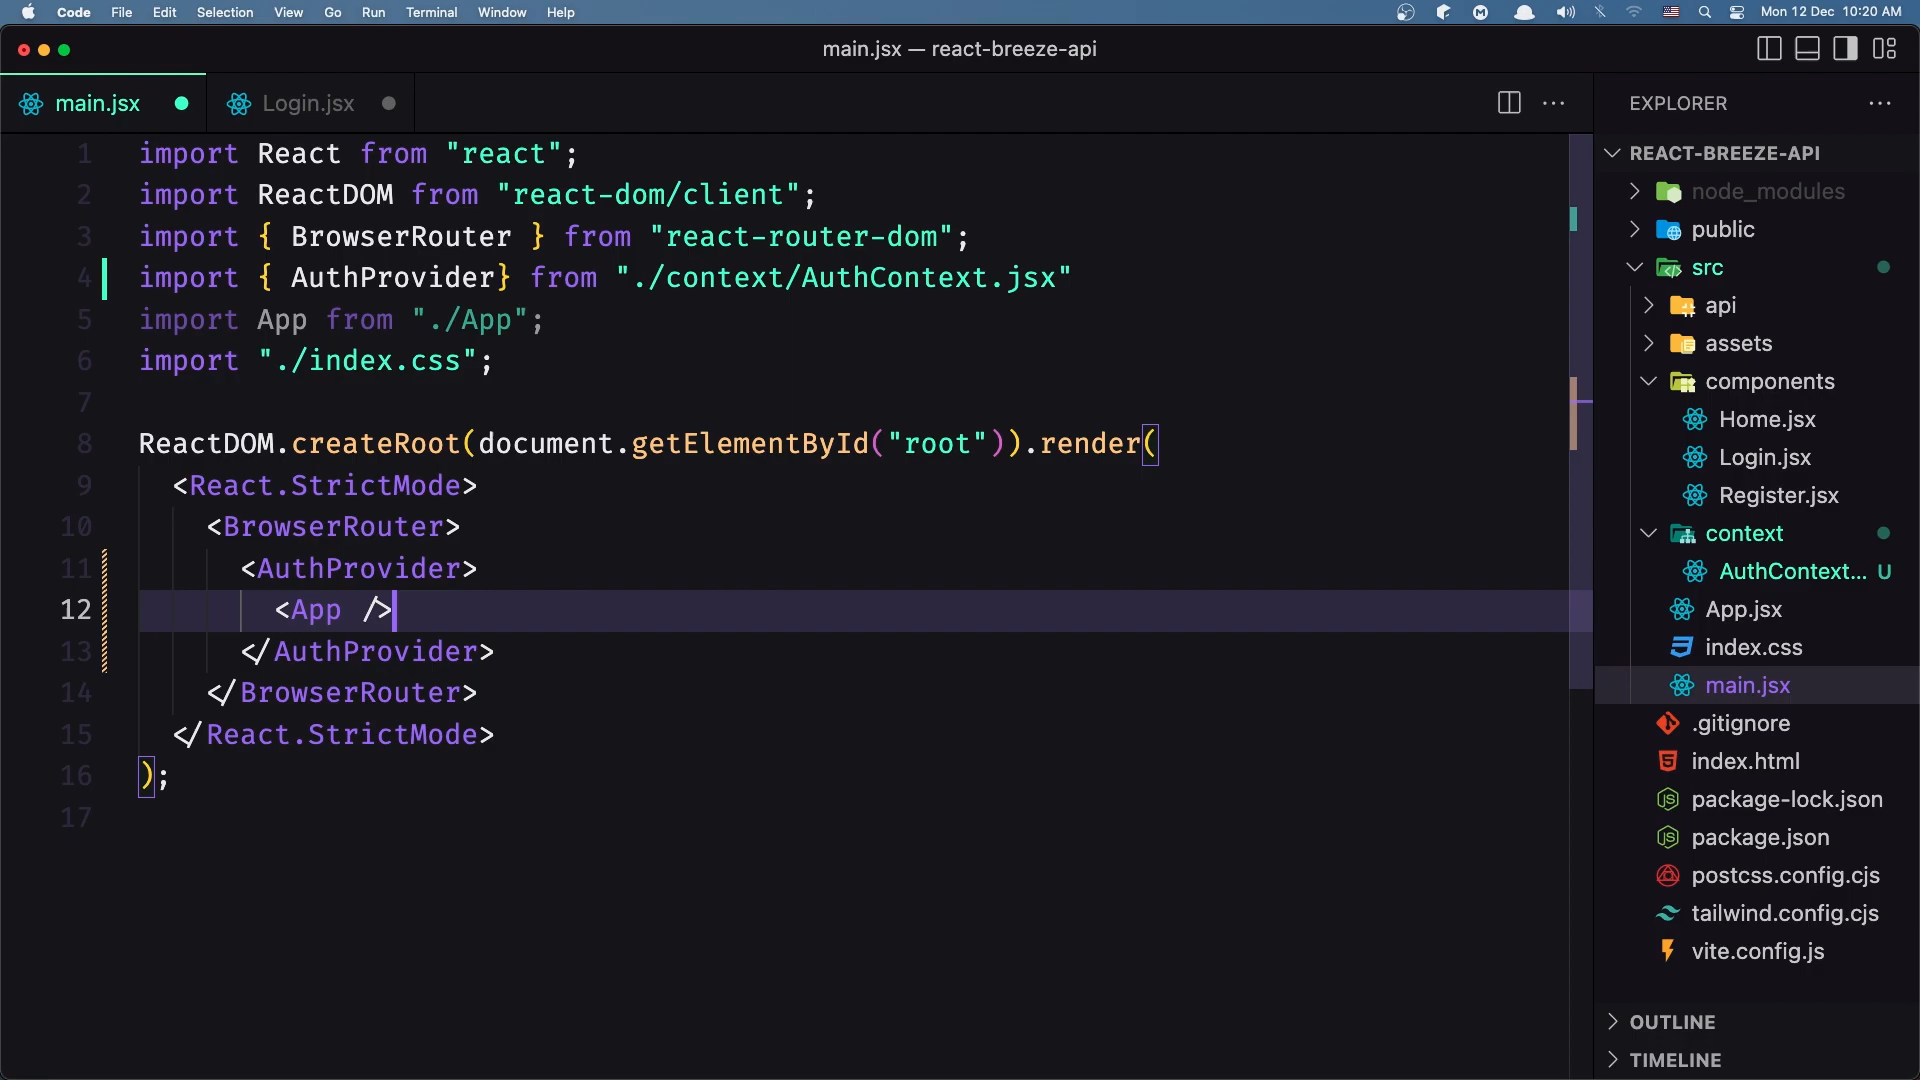 Code File Edit Selection View Go Run Terminal Window Help Mon 12 Dec 10:20 AM
main.jsx — react-breeze-api
main.jsx Login.jsx
1 import React from "react";
2 import ReactDOM from "react-dom/client";
3 import { BrowserRouter } from "react-router-dom";
4 import { AuthProvider} from "./context/AuthContext.jsx"
5 import App from "./App";
6 import "./index.css";
7
8 ReactDOM.createRoot(document.getElementById("root")).render(
9 <React.StrictMode>
10 <BrowserRouter>
11 <AuthProvider>
12 <App />
13 </AuthProvider>
14 </BrowserRouter>
15 </React.StrictMode>
16 );
17
EXPLORER
REACT-BREEZE-API
node_modules
public
src
api
assets
components
Home.jsx
Login.jsx
Register.jsx
context
AuthContext... U
App.jsx
index.css
main.jsx
.gitignore
index.html
package-lock.json
package.json
postcss.config.cjs
tailwind.config.cjs
vite.config.js
OUTLINE
TIMELINE